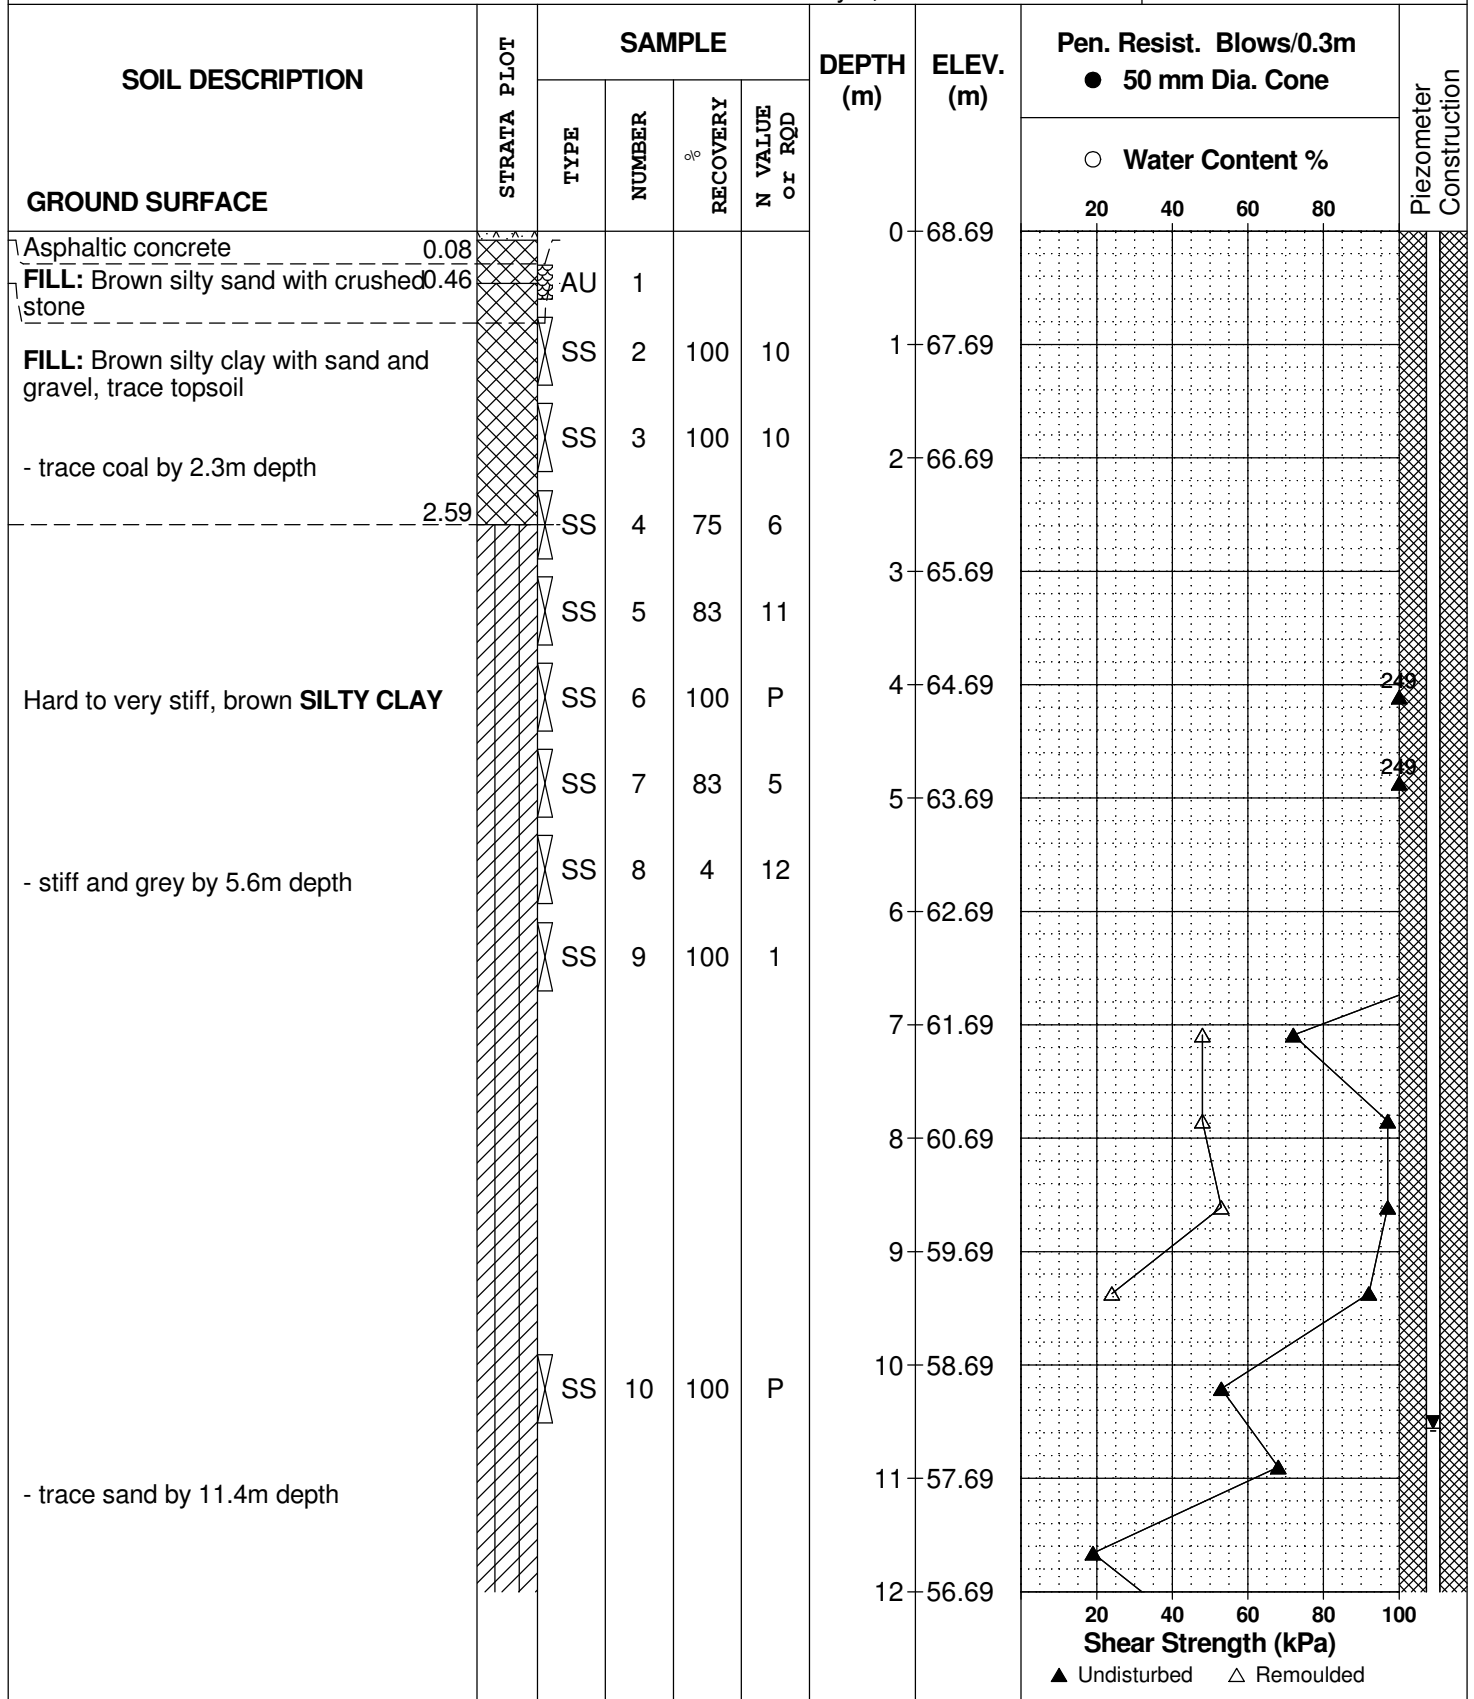 SOIL DESCRIPTION
GROUND SURFACE
STRATA PLOT
SAMPLE
TYPE
NUMBER
% RECOVERY
N VALUE or RQD
DEPTH (m)
ELEV. (m)
Pen. Resist. Blows/0.3m
● 50 mm Dia. Cone
○ Water Content %
20 40 60 80
Piezometer Construction
0 68.69
Asphaltic concrete 0.08
FILL: Brown silty sand with crushed 0.46
stone
AU 1
SS 2 100 10
1 67.69
FILL: Brown silty clay with sand and
gravel, trace topsoil
SS 3 100 10
2 66.69
- trace coal by 2.3m depth
2.59
SS 4 75 6
3 65.69
SS 5 83 11
4 64.69
249
Hard to very stiff, brown SILTY CLAY
SS 6 100 P
249
SS 7 83 5
5 63.69
SS 8 4 12
- stiff and grey by 5.6m depth
6 62.69
SS 9 100 1
7 61.69
8 60.69
9 59.69
10 58.69
SS 10 100 P
11 57.69
- trace sand by 11.4m depth
12 56.69
20 40 60 80 100
Shear Strength (kPa)
▲ Undisturbed △ Remoulded